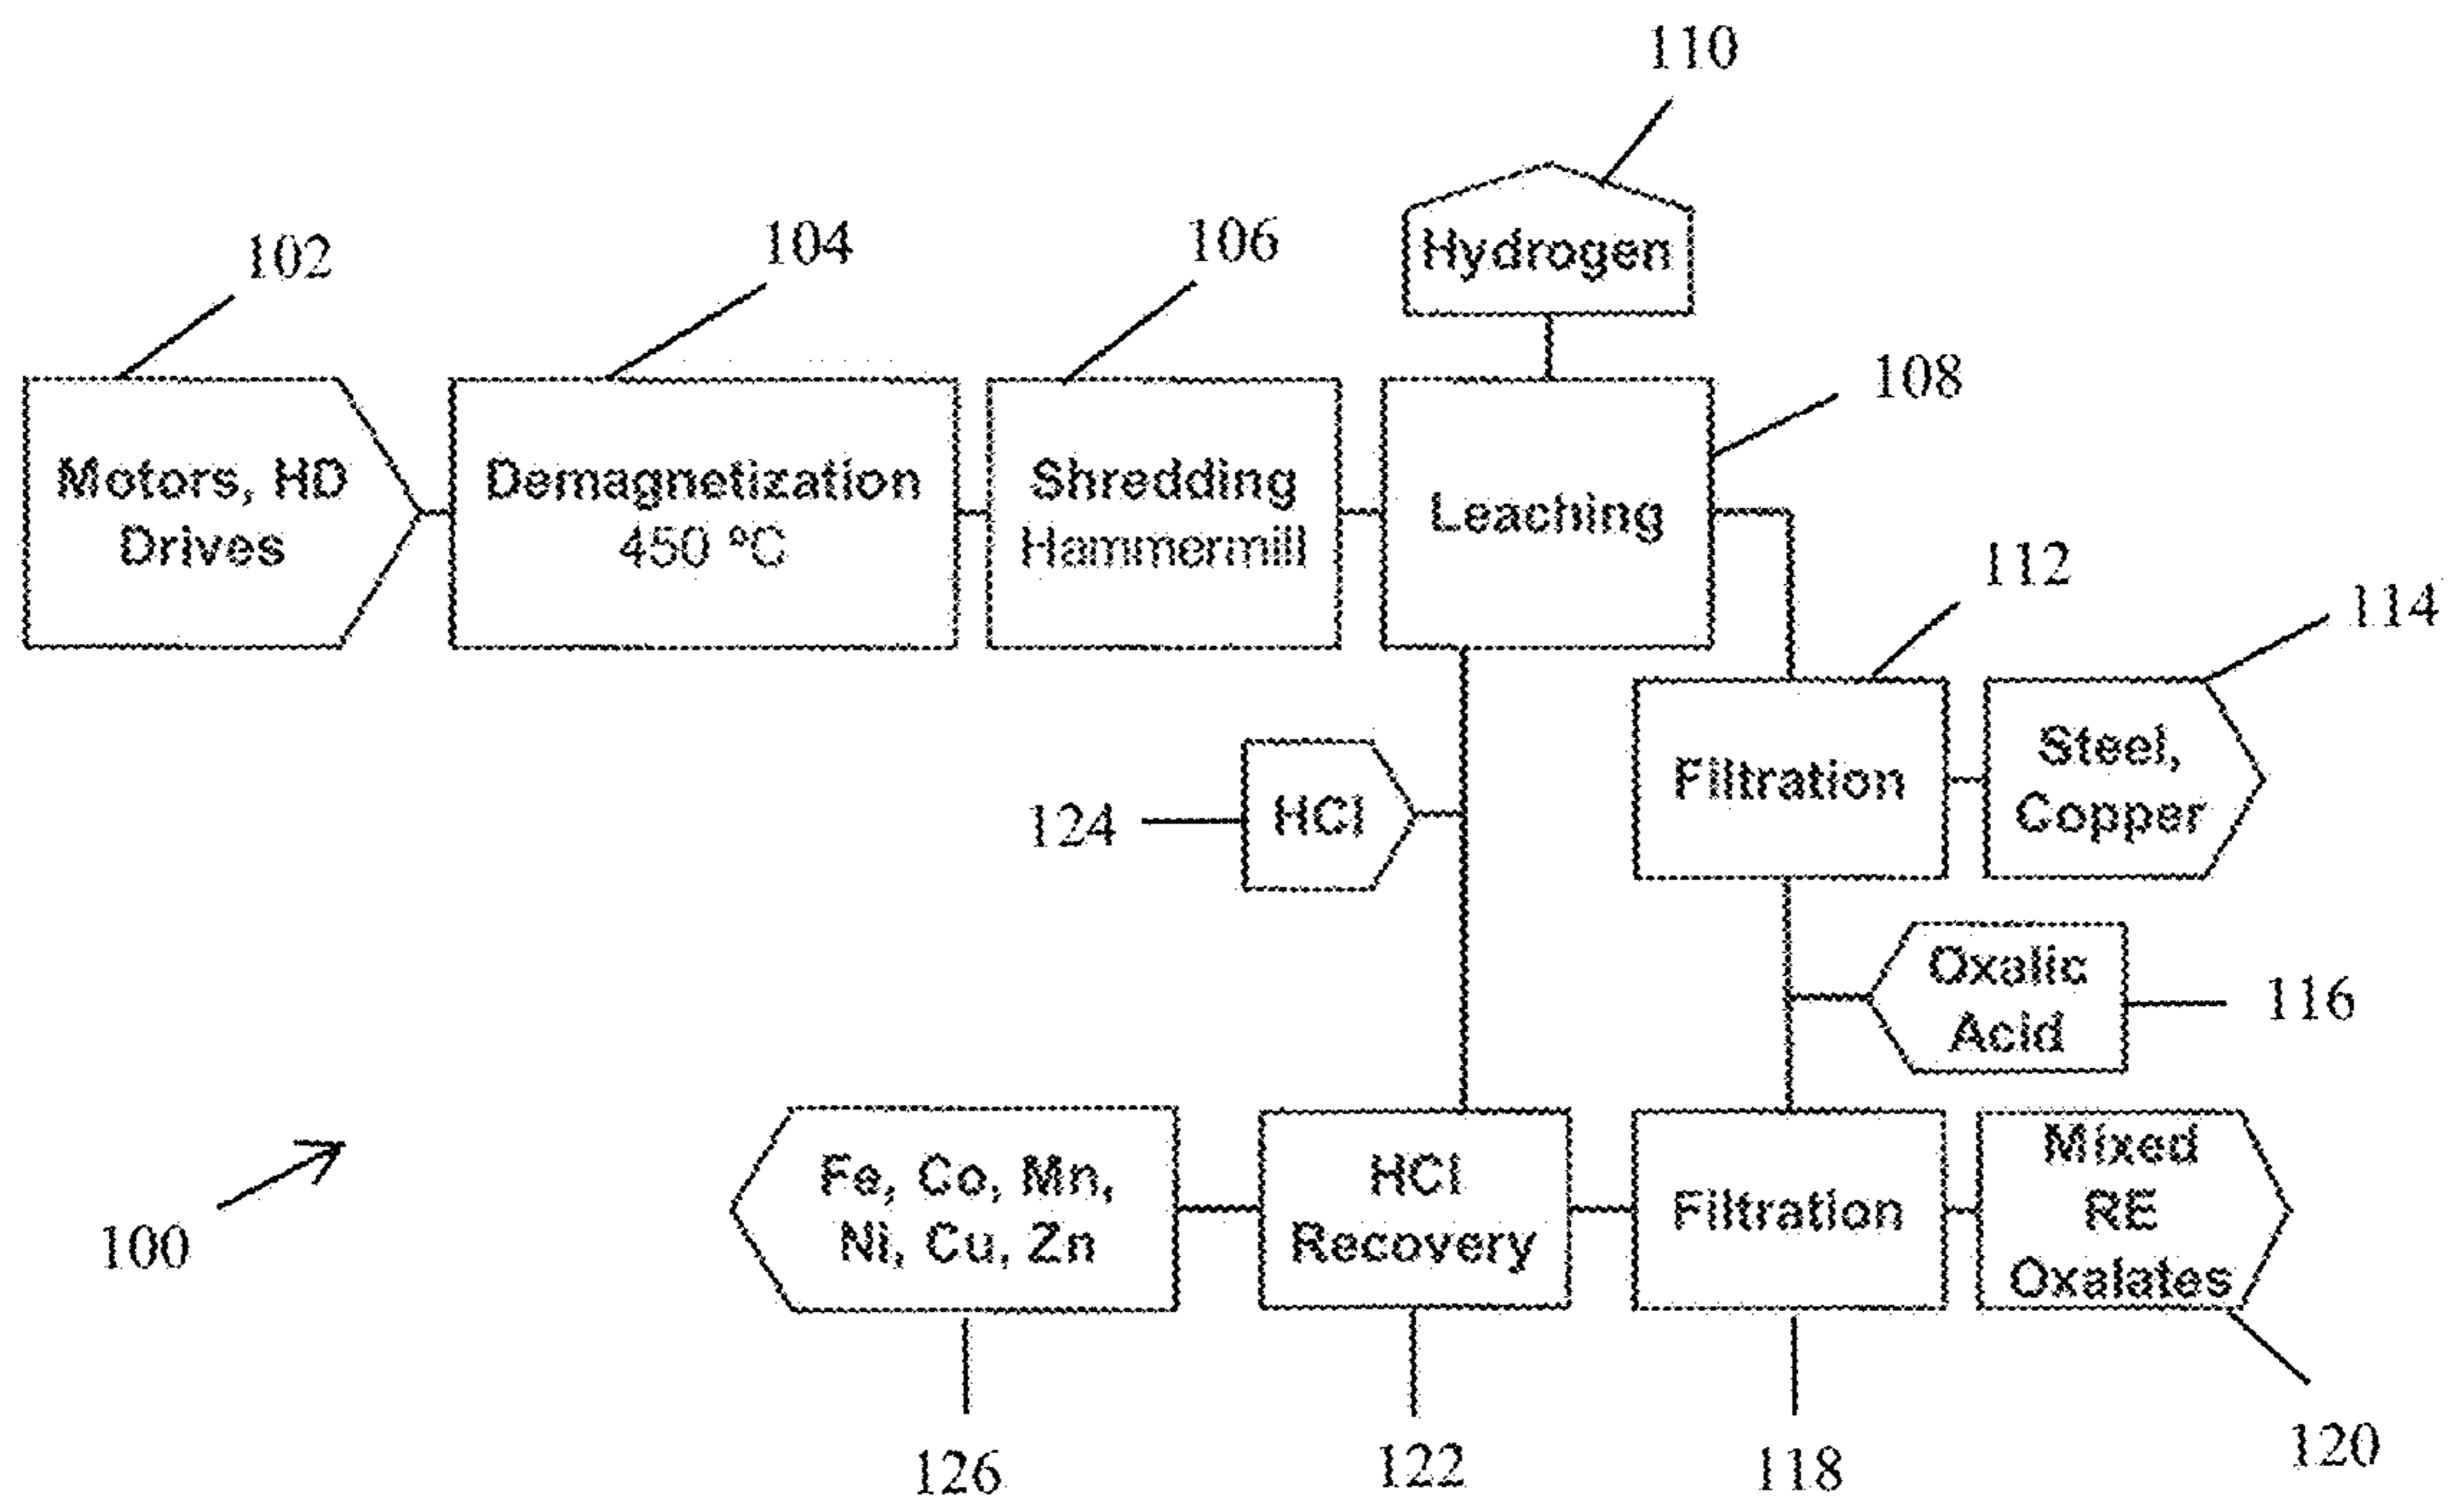 110
Hydrogen
102
104
106
108
Motors, HD
Drives
Demagnetization
450 ºC
Shredding
Hammermill
Leaching
112
114
Filtration
Steel,
Copper
124
HCl
Oxalic
Acid
116
100
Fe, Co, Mn,
Ni, Cu, Zn
HCl
Recovery
Filtration
Mixed
RE
Oxalates
126
122
118
120